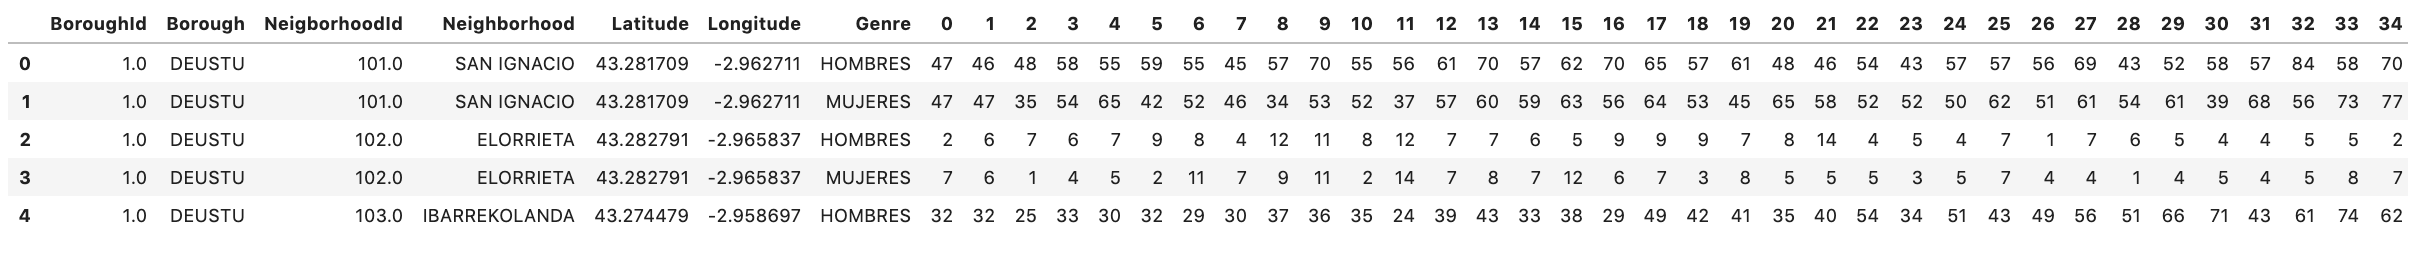 BoroughId Borough NeigborhoodId Neighborhood Latitude Longitude Genre 0 1 2 3 4 5 6 7 8 9 10 11 12 13 14 15 16 17 18 19 20 21 22 23 24 25 26 27 28 29 30 31 32 33 34
0 1.0 DEUSTU 101.0 SAN IGNACIO 43.281709 -2.962711 HOMBRES 47 46 48 58 55 59 55 45 57 70 55 56 61 70 57 62 70 65 57 61 48 46 54 43 57 57 56 69 43 52 58 57 84 58 70
1 1.0 DEUSTU 101.0 SAN IGNACIO 43.281709 -2.962711 MUJERES 47 47 35 54 65 42 52 46 34 53 52 37 57 60 59 63 56 64 53 45 65 58 52 52 50 62 51 61 54 61 39 68 56 73 77
2 1.0 DEUSTU 102.0 ELORRIETA 43.282791 -2.965837 HOMBRES 2 6 7 6 7 9 8 4 12 11 8 12 7 7 6 5 9 9 9 7 8 14 4 5 4 7 1 7 6 5 4 4 5 5 2
3 1.0 DEUSTU 102.0 ELORRIETA 43.282791 -2.965837 MUJERES 7 6 1 4 5 2 11 7 9 11 2 14 7 8 7 12 6 7 3 8 5 5 5 3 5 7 4 4 1 4 5 4 5 8 7
4 1.0 DEUSTU 103.0 IBARREKOLANDA 43.274479 -2.958697 HOMBRES 32 32 25 33 30 32 29 30 37 36 35 24 39 43 33 38 29 49 42 41 35 40 54 34 51 43 49 56 51 66 71 43 61 74 62